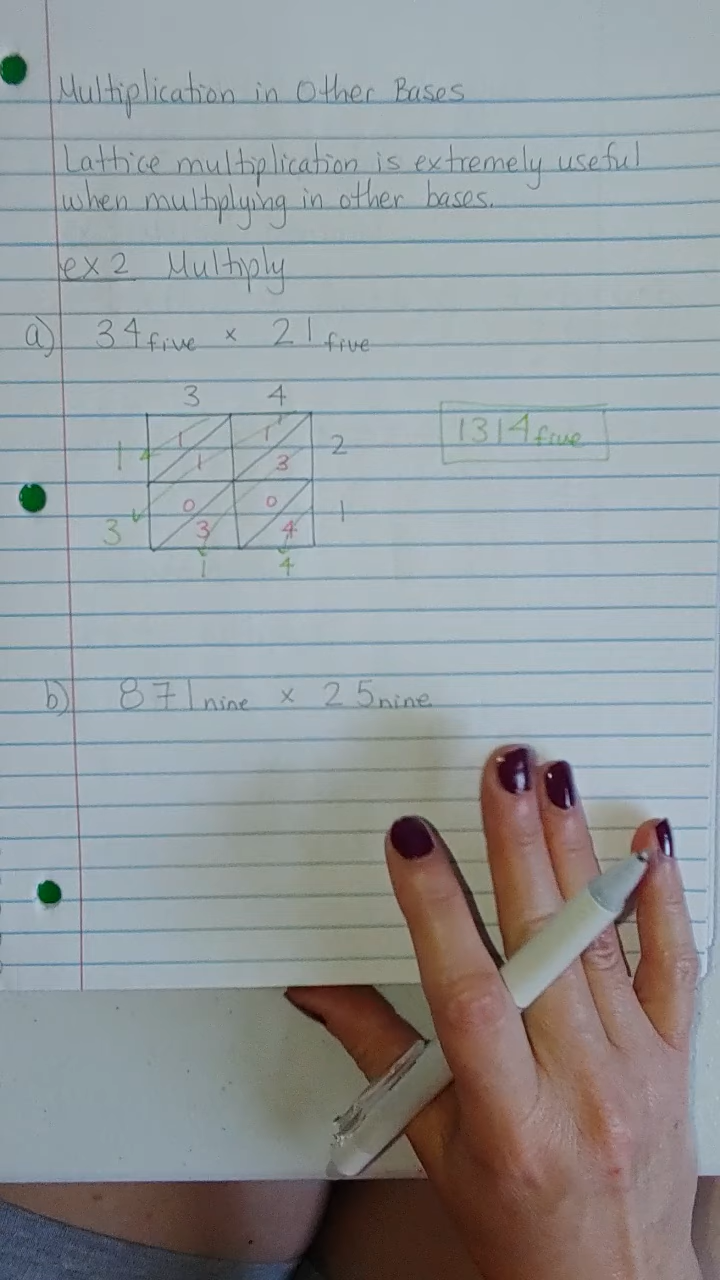 Multiplication in Other Bases
Lattice multiplication is extremely useful
when multiplying in other bases.
ex 2 Multiply
a) 34five × 21five
3 4
1 1 1 2
1 3
1314five
3 0 0 1
3 4
1 4
b) 871nine × 25nine